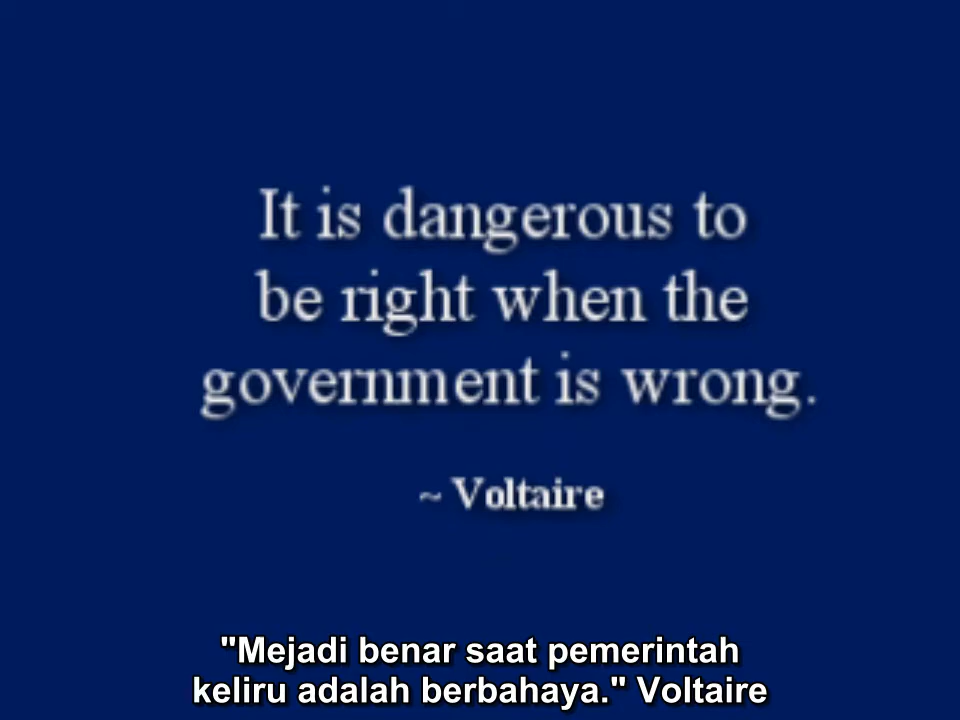 It is dangerous to
be right when the
government is wrong.
~ Voltaire
"Mejadi benar saat pemerintah
keliru adalah berbahaya." Voltaire